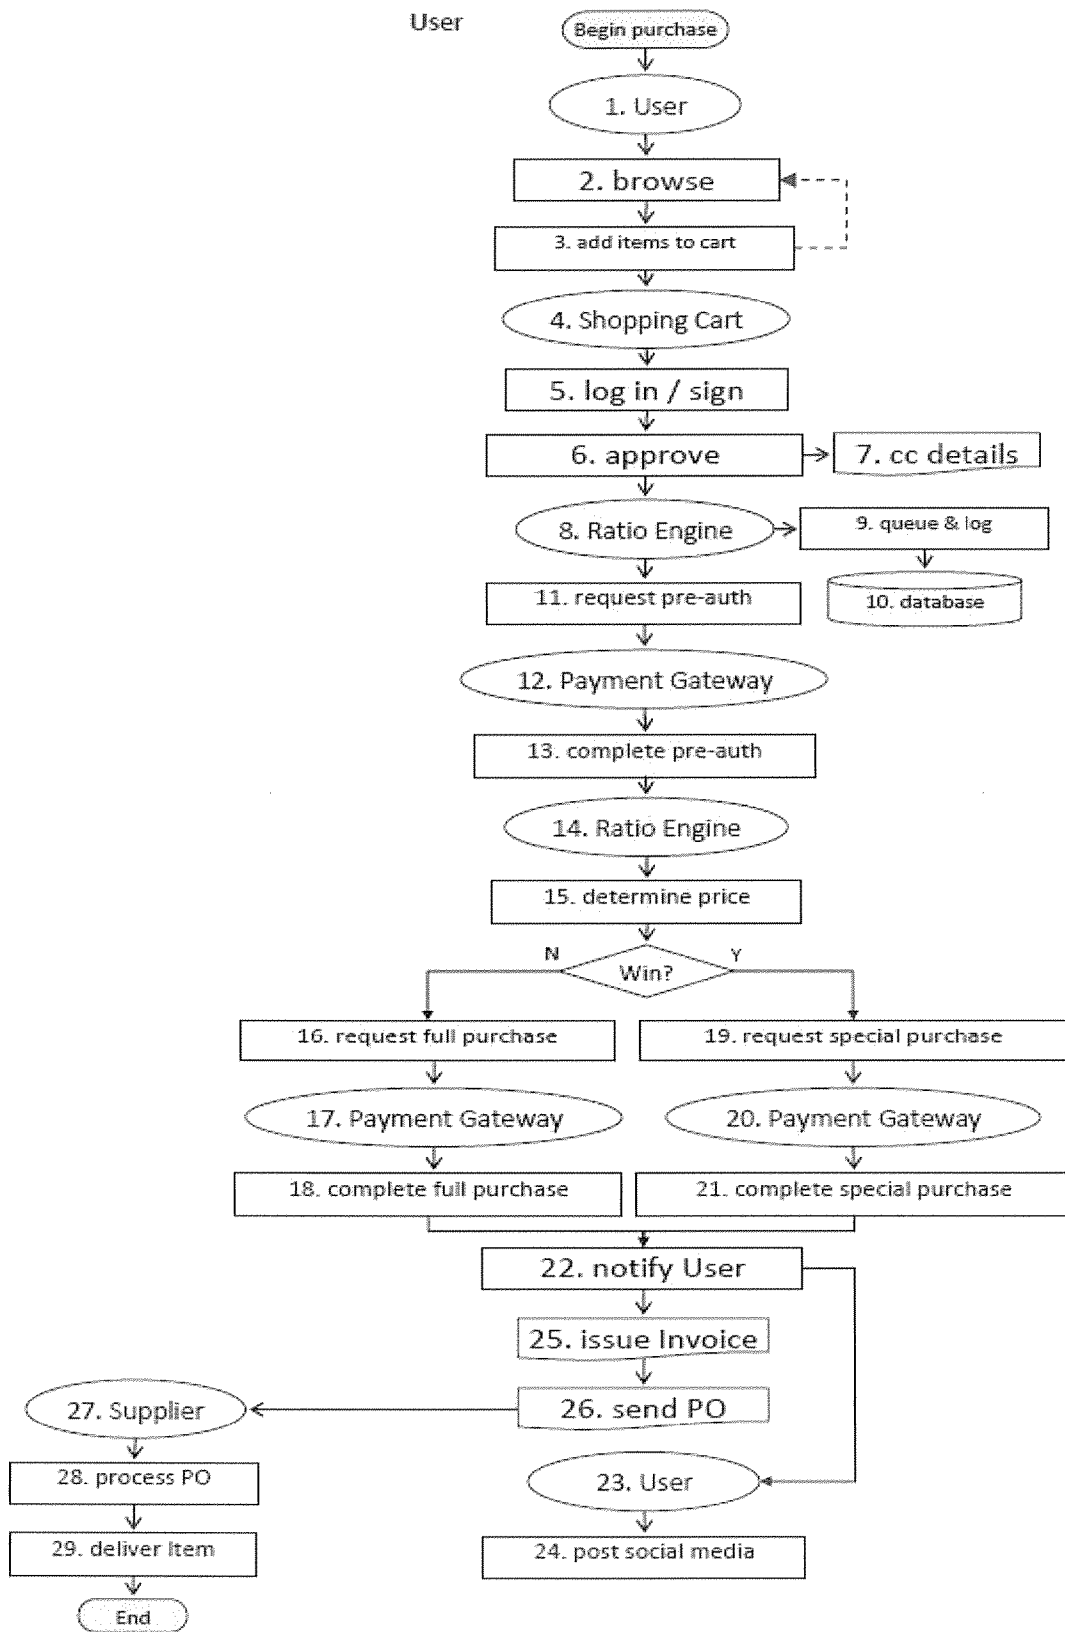 User
Begin purchase
1. User
2. browse
3. add items to cart
4. Shopping Cart
5. log in / sign
6. approve
7. cc details
8. Ratio Engine
9. queue & log
10. database
11. request pre-auth
12. Payment Gateway
13. complete pre-auth
14. Ratio Engine
15. determine price
N
Win?
Y
16. request full purchase
19. request special purchase
17. Payment Gateway
20. Payment Gateway
18. complete full purchase
21. complete special purchase
22. notify User
25. issue Invoice
26. send PO
27. Supplier
28. process PO
23. User
29. deliver Item
24. post social media
End